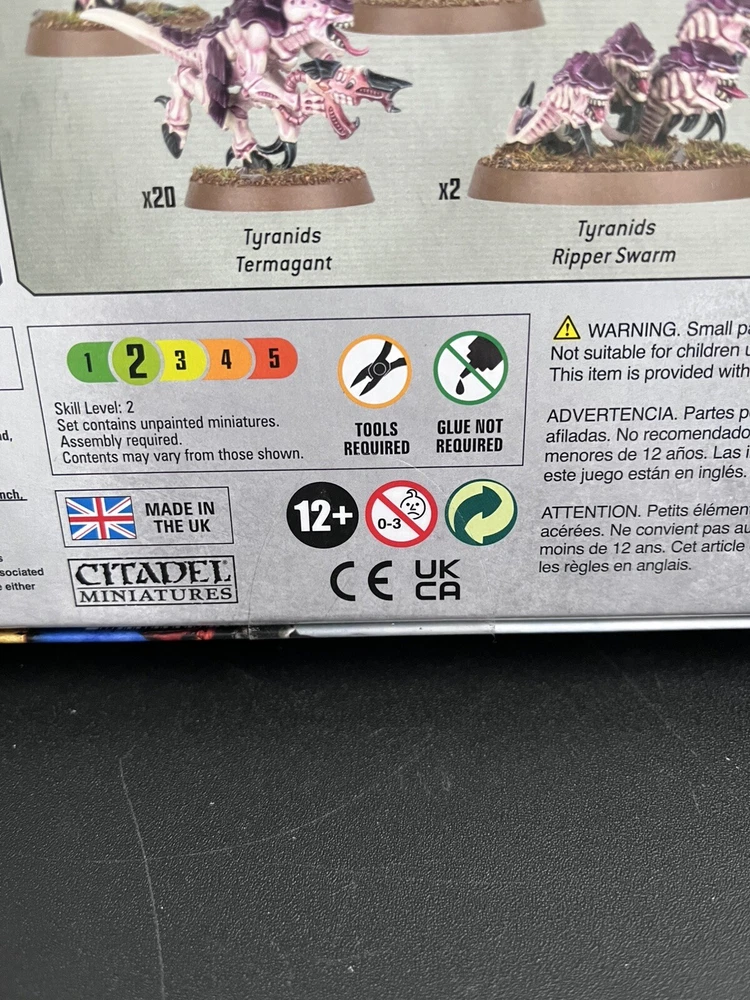 x20
x2
Tyranids
Termagant
Tyranids
Ripper Swarm
1 2 3 4 5
Skill Level: 2
Set contains unpainted miniatures.
Assembly required.
Contents may vary from those shown.
TOOLS
REQUIRED
GLUE NOT
REQUIRED
WARNING. Small
Not suitable for children
This item is provided with
ADVERTENCIA. Partes
afiladas. No recomendado
menores de 12 años. Las
este juego están en inglés.
ATTENTION. Petits
acérées. Ne convient pas
moins de 12 ans. Cet article
les règles en anglais.
MADE IN
THE UK
12+
0-3
CITADEL
MINIATURES
CE
UK
CA
nch.
sociated
either